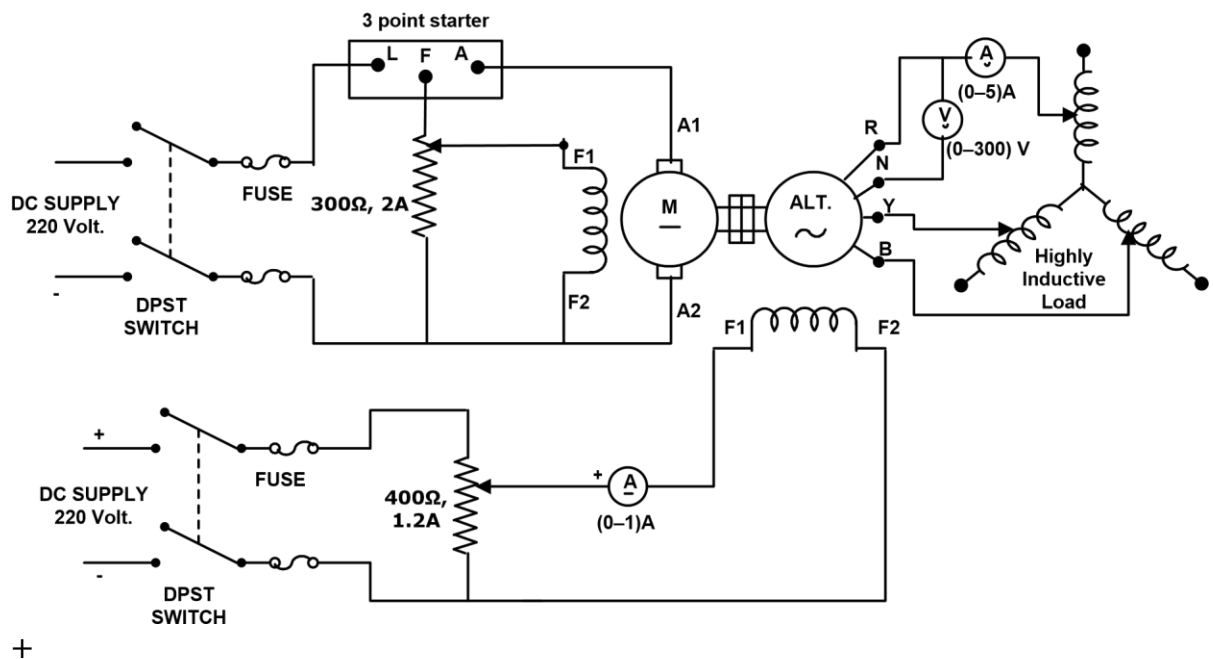 3 point starter
L F A
A1
R
N
Y
B
A
(0–5)A
V
(0–300) V
FUSE
DC SUPPLY
220 Volt.
-
DPST
SWITCH
300Ω, 2A
F1
F2
M
A2
ALT.
Highly
Inductive
Load
F1
F2
+
FUSE
DC SUPPLY
220 Volt.
-
DPST
SWITCH
400Ω,
1.2A
+
A
(0–1)A
+